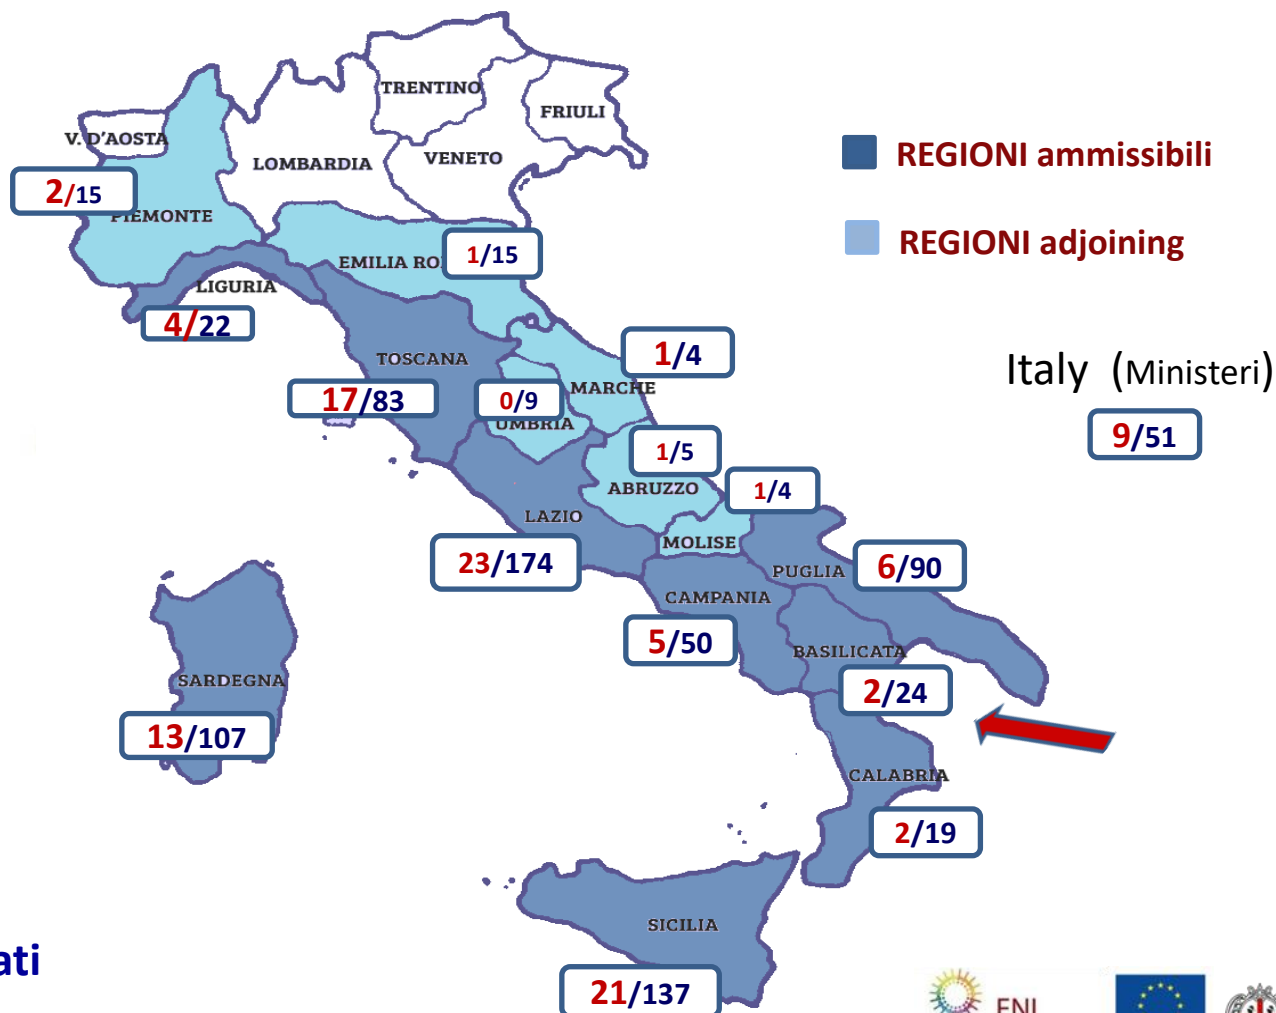 TRENTINO
FRIULI
V. D'AOSTA
LOMBARDIA
VENETO
REGIONI ammissibili
2/15
PIEMONTE
REGIONI adjoining
EMILIA RO
1/15
LIGURIA
4/22
TOSCANA
1/4
Italy (Ministeri)
MARCHE
17/83
0/9
UMBRIA
9/51
1/5
ABRUZZO
1/4
LAZIO
MOLISE
23/174
PUGLIA
6/90
CAMPANIA
5/50
BASILICATA
SARDEGNA
2/24
13/107
CALABRIA
2/19
SICILIA
ati
21/137
ENI